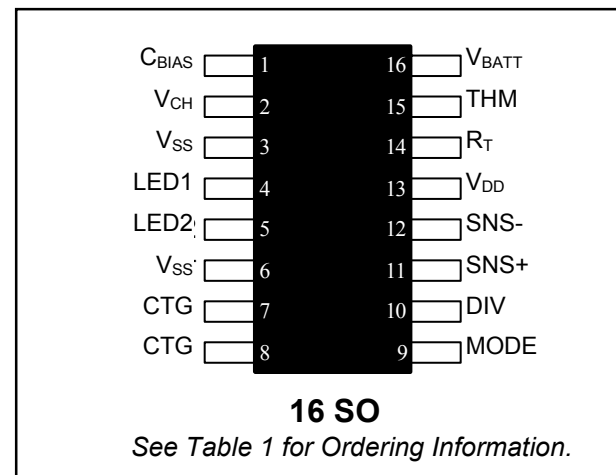 CBIAS 1 16 VBATT
VCH 2 15 THM
VSS 3 14 RT
LED1 4 13 VDD
LED2 5 12 SNS-
VSS 6 11 SNS+
CTG 7 10 DIV
CTG 8 9 MODE
16 SO
See Table 1 for Ordering Information.